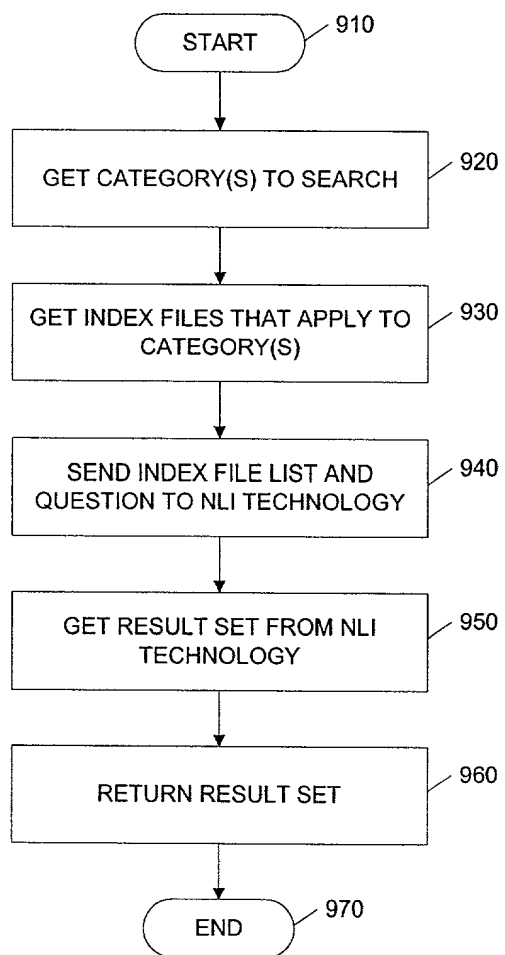 START
910
GET CATEGORY(S) TO SEARCH
920
GET INDEX FILES THAT APPLY TO
CATEGORY(S)
930
SEND INDEX FILE LIST AND
QUESTION TO NLI TECHNOLOGY
940
GET RESULT SET FROM NLI
TECHNOLOGY
950
RETURN RESULT SET
960
END
970